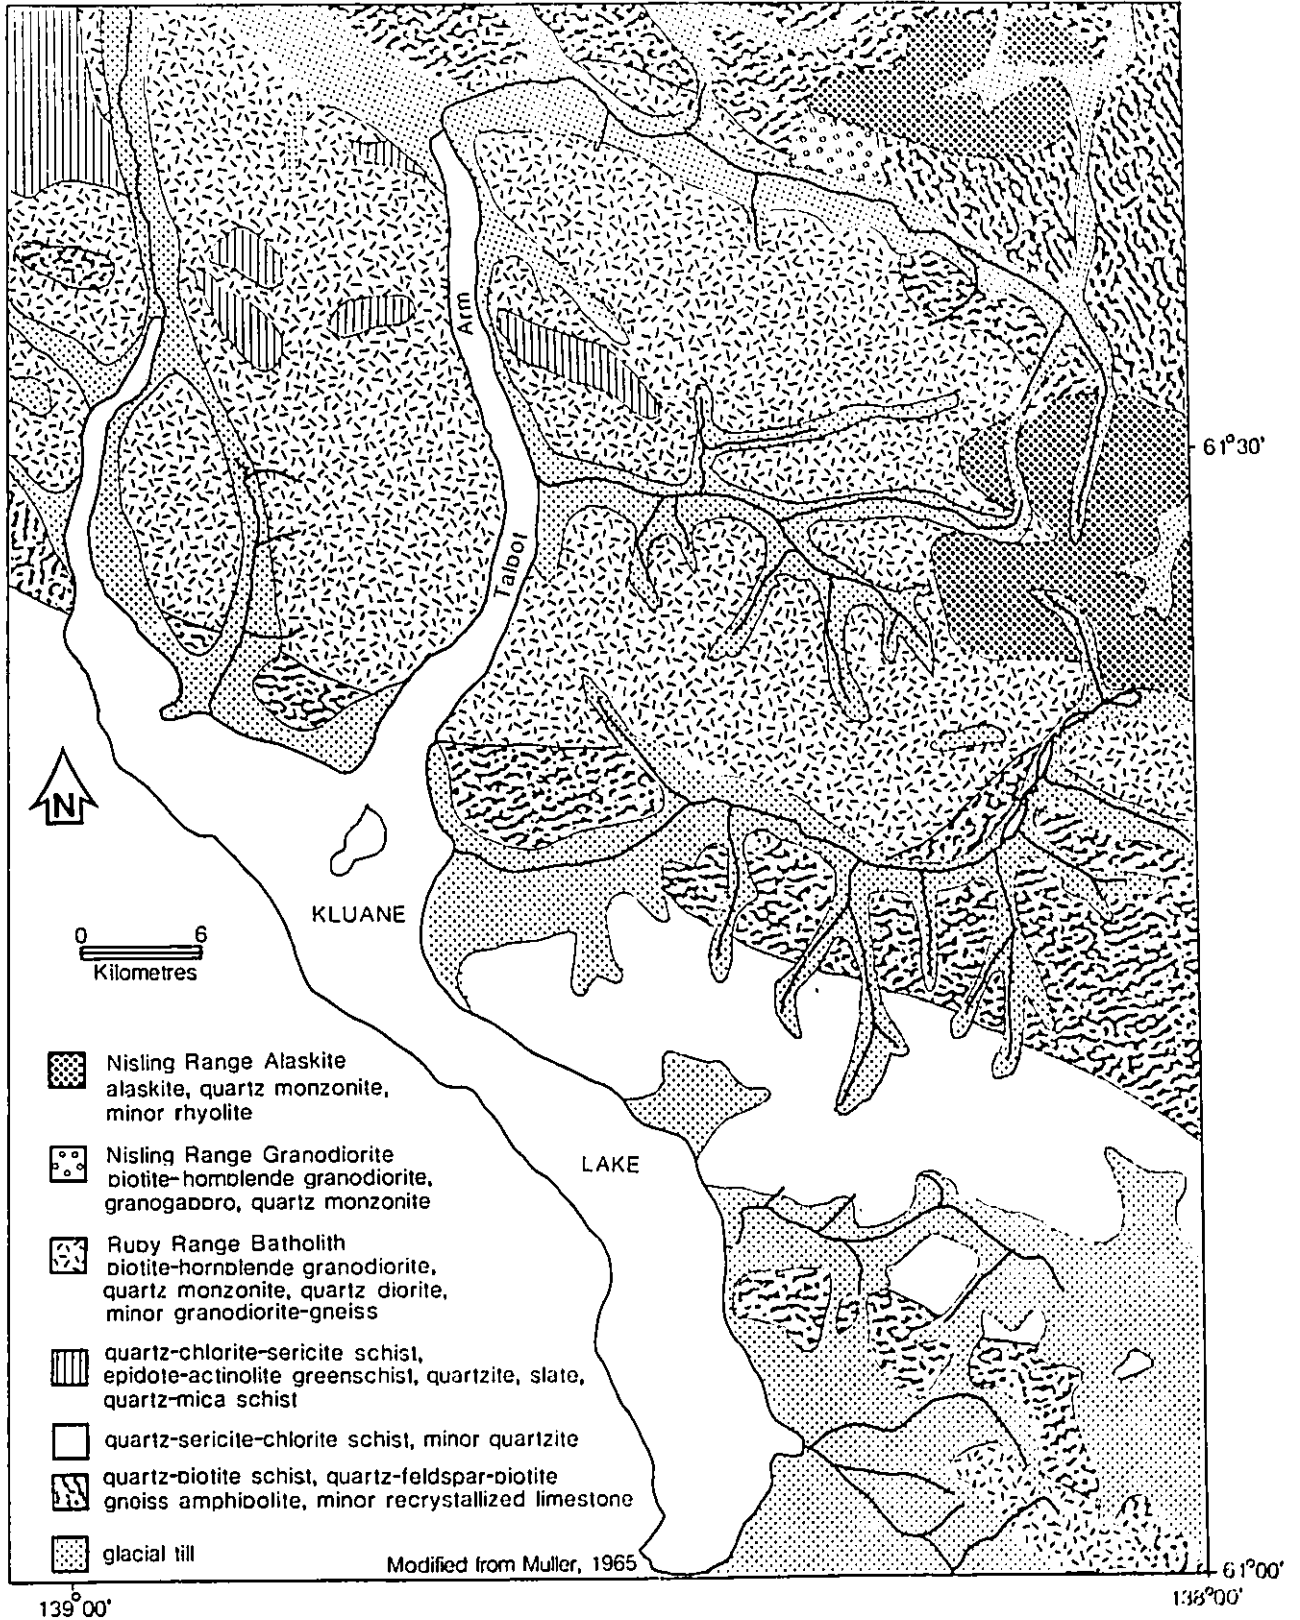 Arm
61°30'
Talbot
N
KLUANE
0 6
Kilometres
Nisling Range Alaskite
alaskite, quartz monzonite,
minor rhyolite
LAKE
Nisling Range Granodiorite
biotite-hornblende granodiorite,
granogabbro, quartz monzonite
Ruby Range Batholith
biotite-hornblende granodiorite,
quartz monzonite, quartz diorite,
minor granodiorite-gneiss
quartz-chlorite-sericite schist,
epidote-actinolite greenschist, quartzite, slate,
quartz-mica schist
quartz-sericite-chlorite schist, minor quartzite
quartz-biotite schist, quartz-feldspar-biotite
gneiss amphibolite, minor recrystallized limestone
glacial till
Modified from Muller, 1965
61°00'
139°00'
138°00'